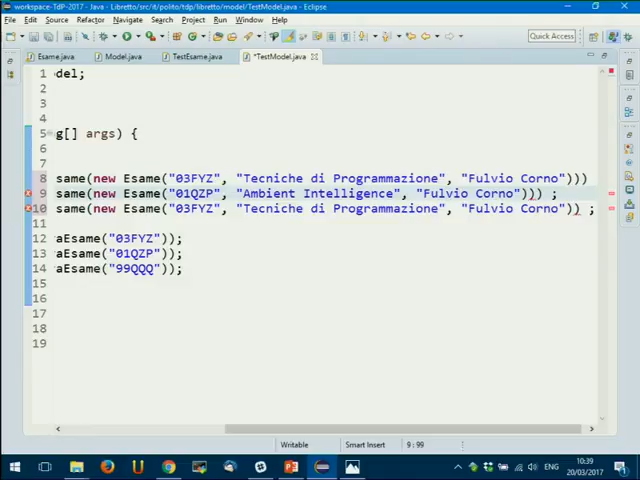 workspace-TdP-2017 - Java - Libretto/src/it/polito/tdp/libretto/model/TestModel.java - Eclipse
File Edit Source Refactor Navigate Search Project Run Window Help
Quick Access
Esame.java Model.java TestEsame.java *TestModel.java
1 del;
2
3
4
5 g[] args) {
6
7
8 same(new Esame("03FYZ", "Tecniche di Programmazione", "Fulvio Corno")))
9 same(new Esame("01QZP", "Ambient Intelligence", "Fulvio Corno"))) ;
10 same(new Esame("03FYZ", "Tecniche di Programmazione", "Fulvio Corno")) ;
11
12 aEsame("03FYZ"));
13 aEsame("01QZP"));
14 aEsame("99QQQ"));
15
16
17
18
19
Writable Smart Insert 9 : 99
ENG 10:39
20/03/2017